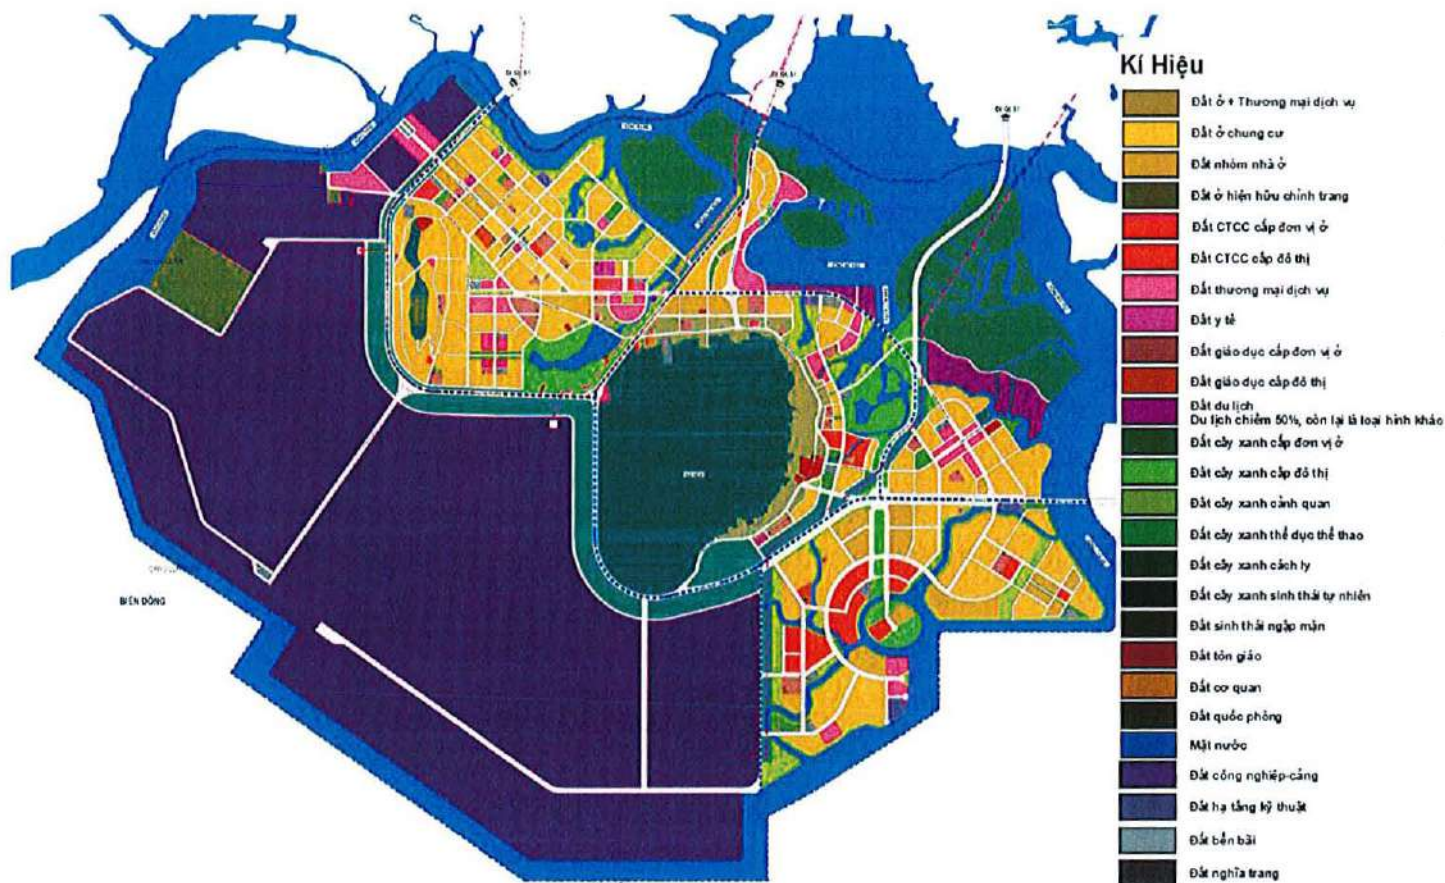 Kí Hiệu
Đất ở + Thương mại dịch vụ
Đất ở chung cư
Đất nhóm nhà ở
Đất ở hiện hữu chỉnh trang
Đất CTCC cấp đơn vị ở
Đất CTCC cấp đô thị
Đất thương mại dịch vụ
Đất y tế
Đất giáo dục cấp đơn vị ở
Đất giáo dục cấp đô thị
Đất du lịch
Du lịch chiếm 50%, còn lại là loại hình khác
Đất cây xanh cấp đơn vị ở
Đất cây xanh cấp đô thị
Đất cây xanh cảnh quan
Đất cây xanh thể dục thể thao
Đất cây xanh cách ly
Đất cây xanh sinh thái tự nhiên
Đất sinh thái ngập mặn
Đất tôn giáo
Đất cơ quan
Đất quốc phòng
Mặt nước
Đất công nghiệp-cảng
Đất hạ tầng kỹ thuật
Đất bến bãi
Đất nghĩa trang
BIỂN ĐÔNG